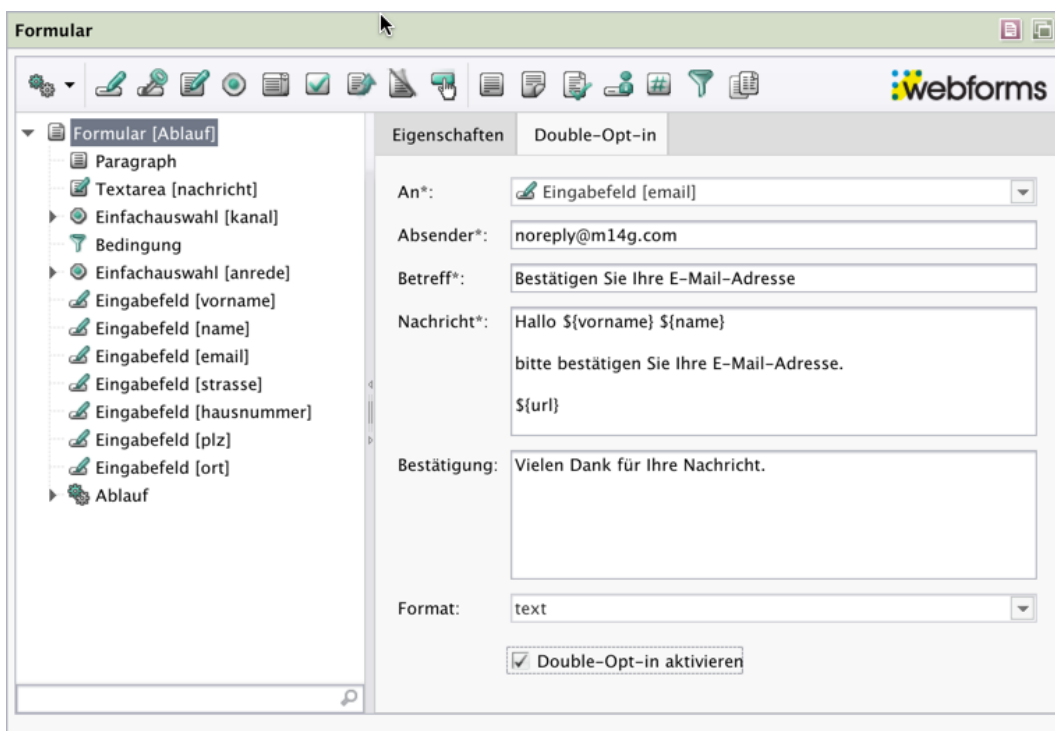 Formular
webforms
Formular [Ablauf]
Paragraph
Textarea [nachricht]
Einfachauswahl [kanal]
Bedingung
Einfachauswahl [anrede]
Eingabefeld [vorname]
Eingabefeld [name]
Eingabefeld [email]
Eingabefeld [strasse]
Eingabefeld [hausnummer]
Eingabefeld [plz]
Eingabefeld [ort]
Ablauf
Eigenschaften Double-Opt-in
An*: Eingabefeld [email]
Absender*: noreply@m14g.com
Betreff*: Bestätigen Sie Ihre E-Mail-Adresse
Nachricht*: Hallo ${vorname} ${name}
bitte bestätigen Sie Ihre E-Mail-Adresse.
${url}
Bestätigung: Vielen Dank für Ihre Nachricht.
Format: text
Double-Opt-in aktivieren